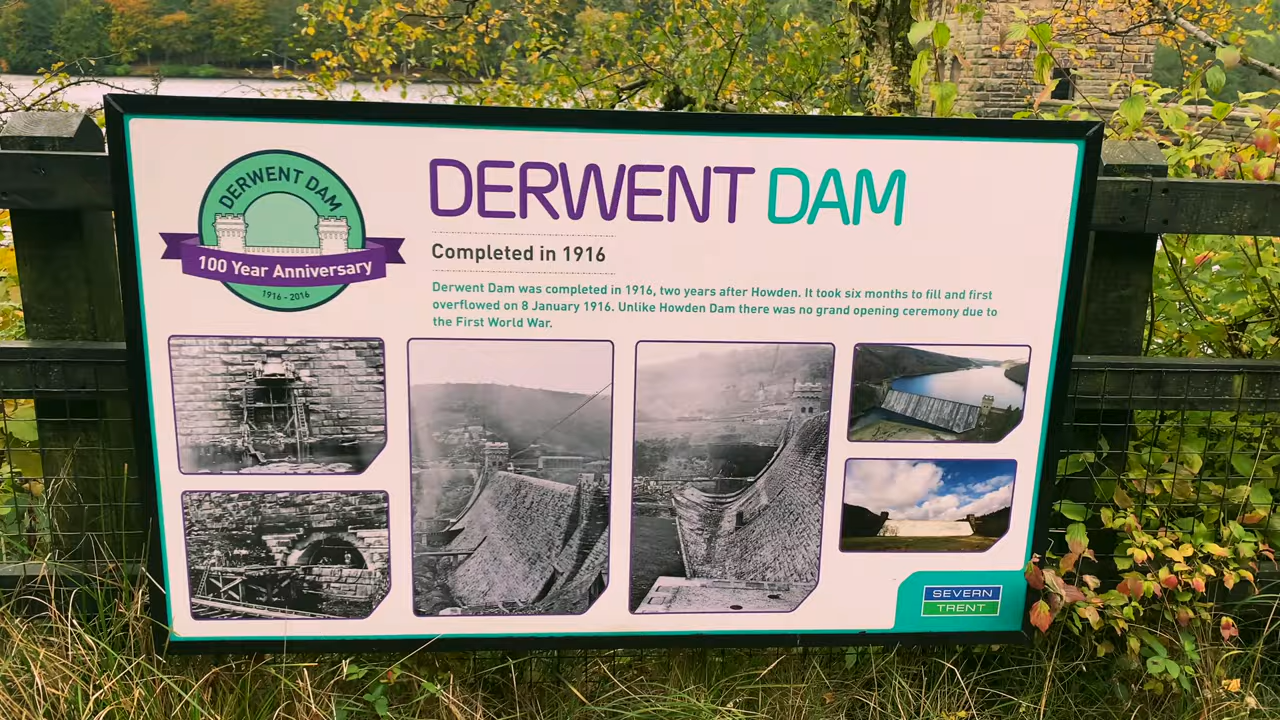 DERWENT DAM
100 Year Anniversary
1916 - 2016
DERWENT DAM
Completed in 1916
Derwent Dam was completed in 1916, two years after Howden. It took six months to fill and first
overflowed on 8 January 1916. Unlike Howden Dam there was no grand opening ceremony due to
the First World War.
SEVERN
TRENT